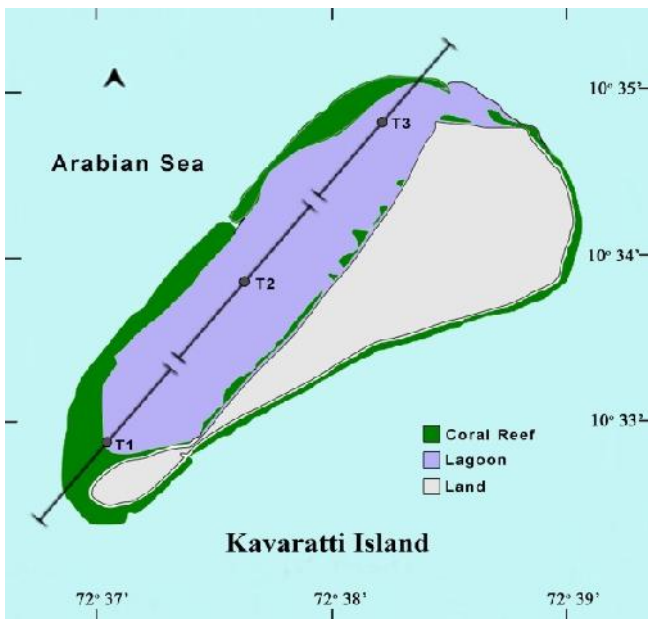 10° 35'
T3
Arabian Sea
10° 34'
T2
10° 33'
T1
Coral Reef
Lagoon
Land
Kavaratti Island
72° 37' 72° 38' 72° 39'